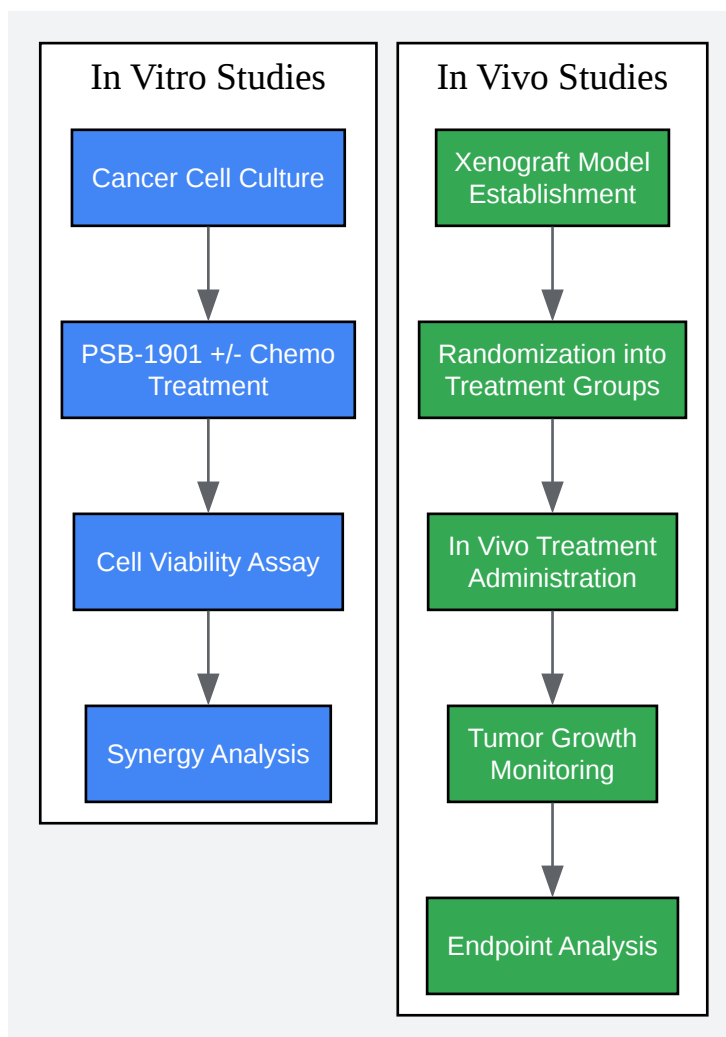 In Vitro Studies
Cancer Cell Culture
PSB-1901 +/- Chemo
Treatment
Cell Viability Assay
Synergy Analysis
In Vivo Studies
Xenograft Model
Establishment
Randomization into
Treatment Groups
In Vivo Treatment
Administration
Tumor Growth
Monitoring
Endpoint Analysis